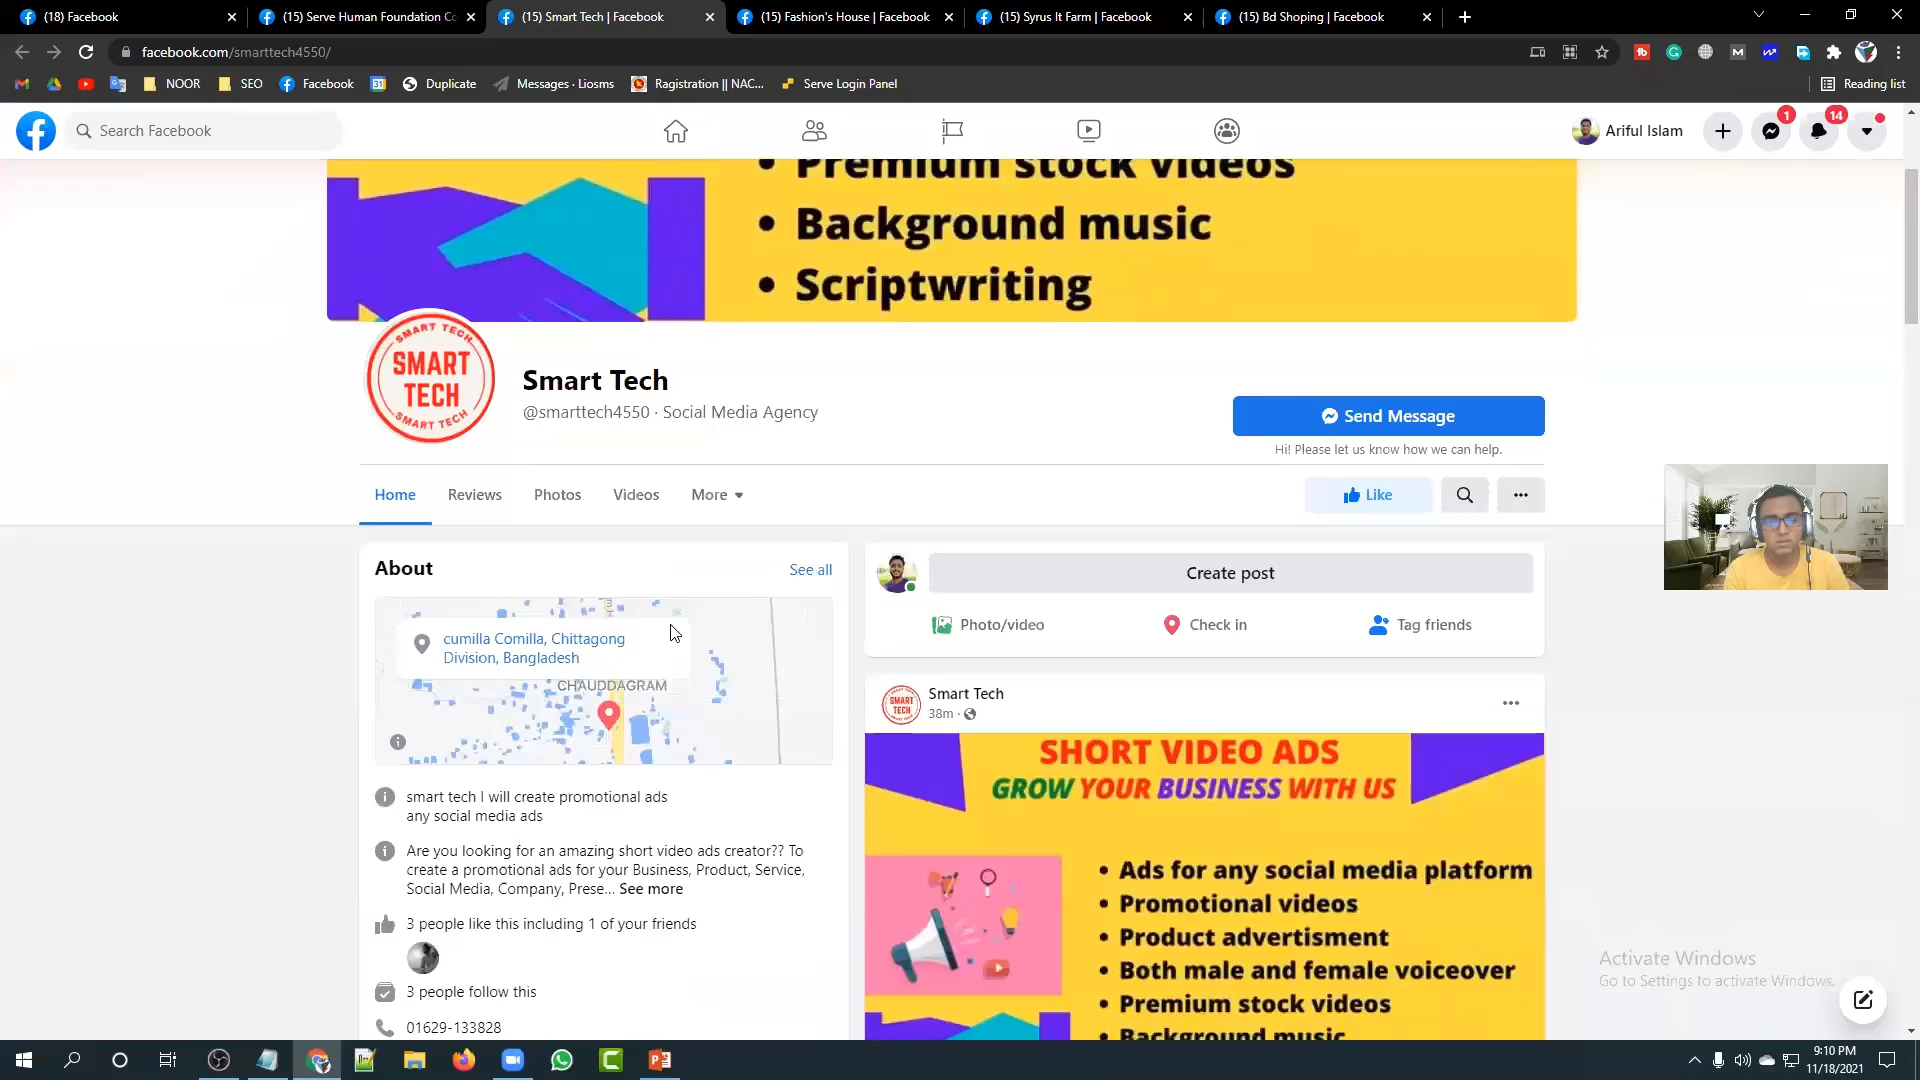 (18) Facebook
(15) Serve Human Foundation Co
(15) Smart Tech | Facebook
(15) Fashion's House | Facebook
(15) Syrus It Farm | Facebook
(15) Bd Shoping | Facebook
facebook.com/smarttech4550/
NOOR
SEO
Facebook
31
Duplicate
Messages · Liosms
Ragistration || NAC...
Serve Login Panel
Reading list
Search Facebook
Ariful Islam
1
14
• Premium stock videos
• Background music
• Scriptwriting
SMART TECH
SMART
TECH
SMART TECH
Smart Tech
@smarttech4550 · Social Media Agency
Send Message
Hi! Please let us know how we can help.
Home
Reviews
Photos
Videos
More
Like
About
See all
cumilla Comilla, Chittagong
Division, Bangladesh
CHAUDDAGRAM
smart tech I will create promotional ads
any social media ads
Are you looking for an amazing short video ads creator?? To
create a promotional ads for your Business, Product, Service,
Social Media, Company, Prese... See more
3 people like this including 1 of your friends
3 people follow this
01629-133828
Create post
Photo/video
Check in
Tag friends
SMART
TECH
Smart Tech
38m ·
SHORT VIDEO ADS
GROW YOUR BUSINESS WITH US
• Ads for any social media platform
• Promotional videos
• Product advertisment
• Both male and female voiceover
• Premium stock videos
• Background music
Activate Windows
Go to Settings to activate Windows.
9:10 PM
11/18/2021